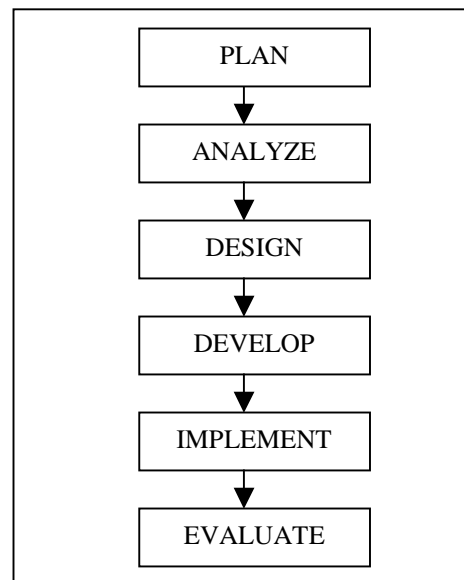 PLAN
ANALYZE
DESIGN
DEVELOP
IMPLEMENT
EVALUATE